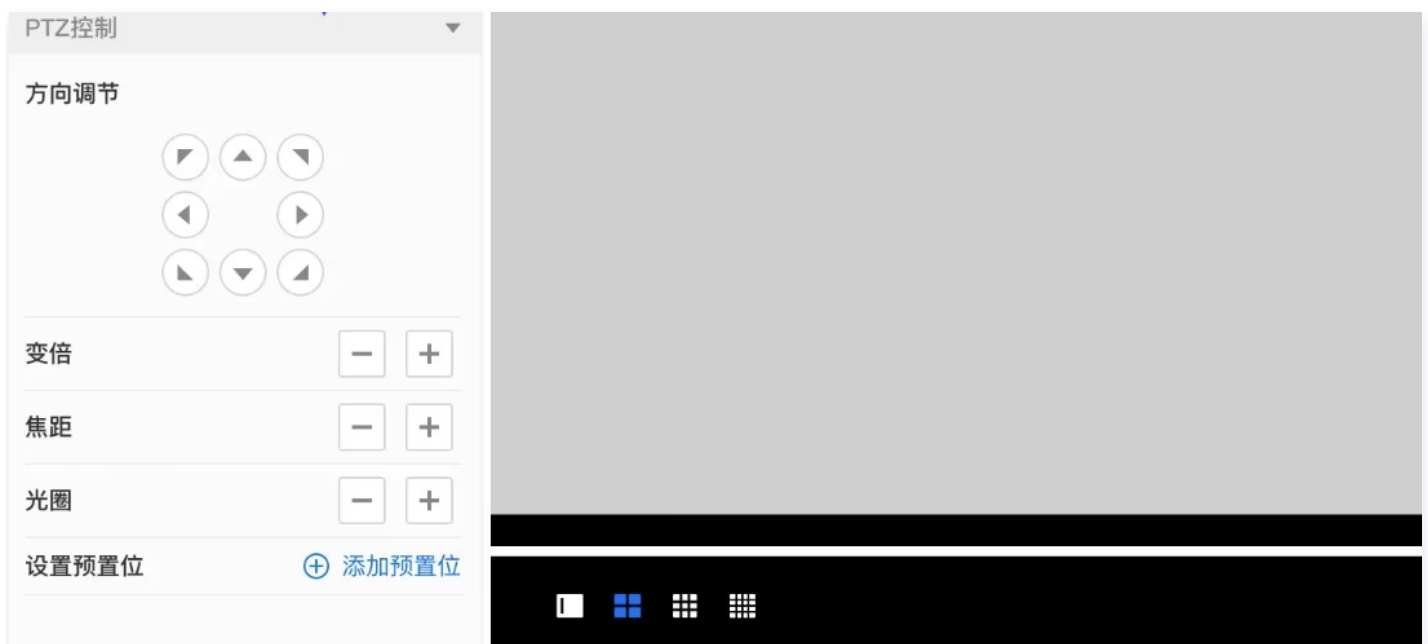 PTZ控制
方向调节
变倍
焦距
光圈
设置预置位 添加预置位